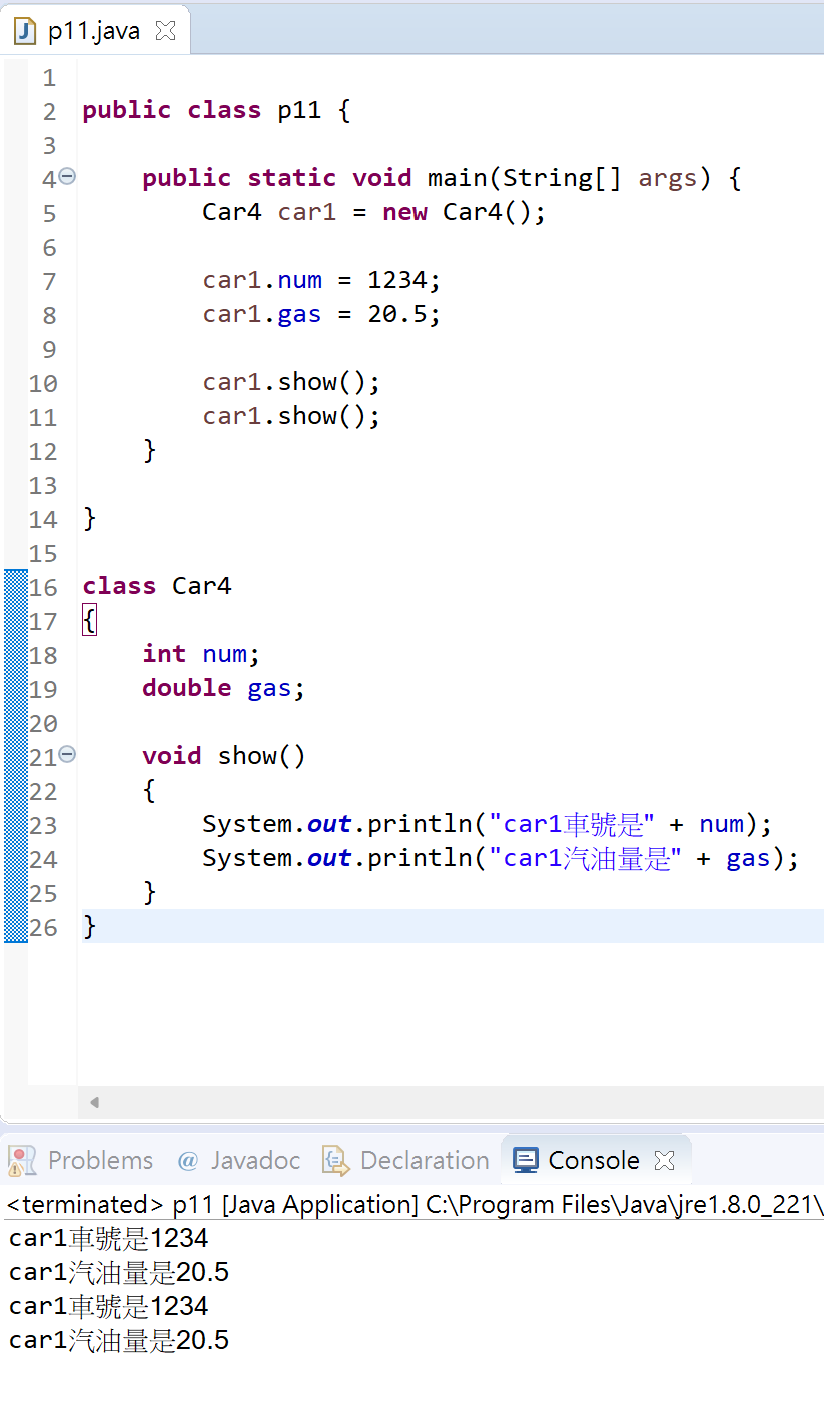 p11.java
1
2 public class p11 {
3
4 public static void main(String[] args) {
5 Car4 car1 = new Car4();
6
7 car1.num = 1234;
8 car1.gas = 20.5;
9
10 car1.show();
11 car1.show();
12 }
13
14 }
15
16 class Car4
17 {
18 int num;
19 double gas;
20
21 void show()
22 {
23 System.out.println("car1車號是" + num);
24 System.out.println("car1汽油量是" + gas);
25 }
26 }
Problems @ Javadoc Declaration Console
<terminated> p11 [Java Application] C:\Program Files\Java\jre1.8.0_221\
car1車號是1234
car1汽油量是20.5
car1車號是1234
car1汽油量是20.5